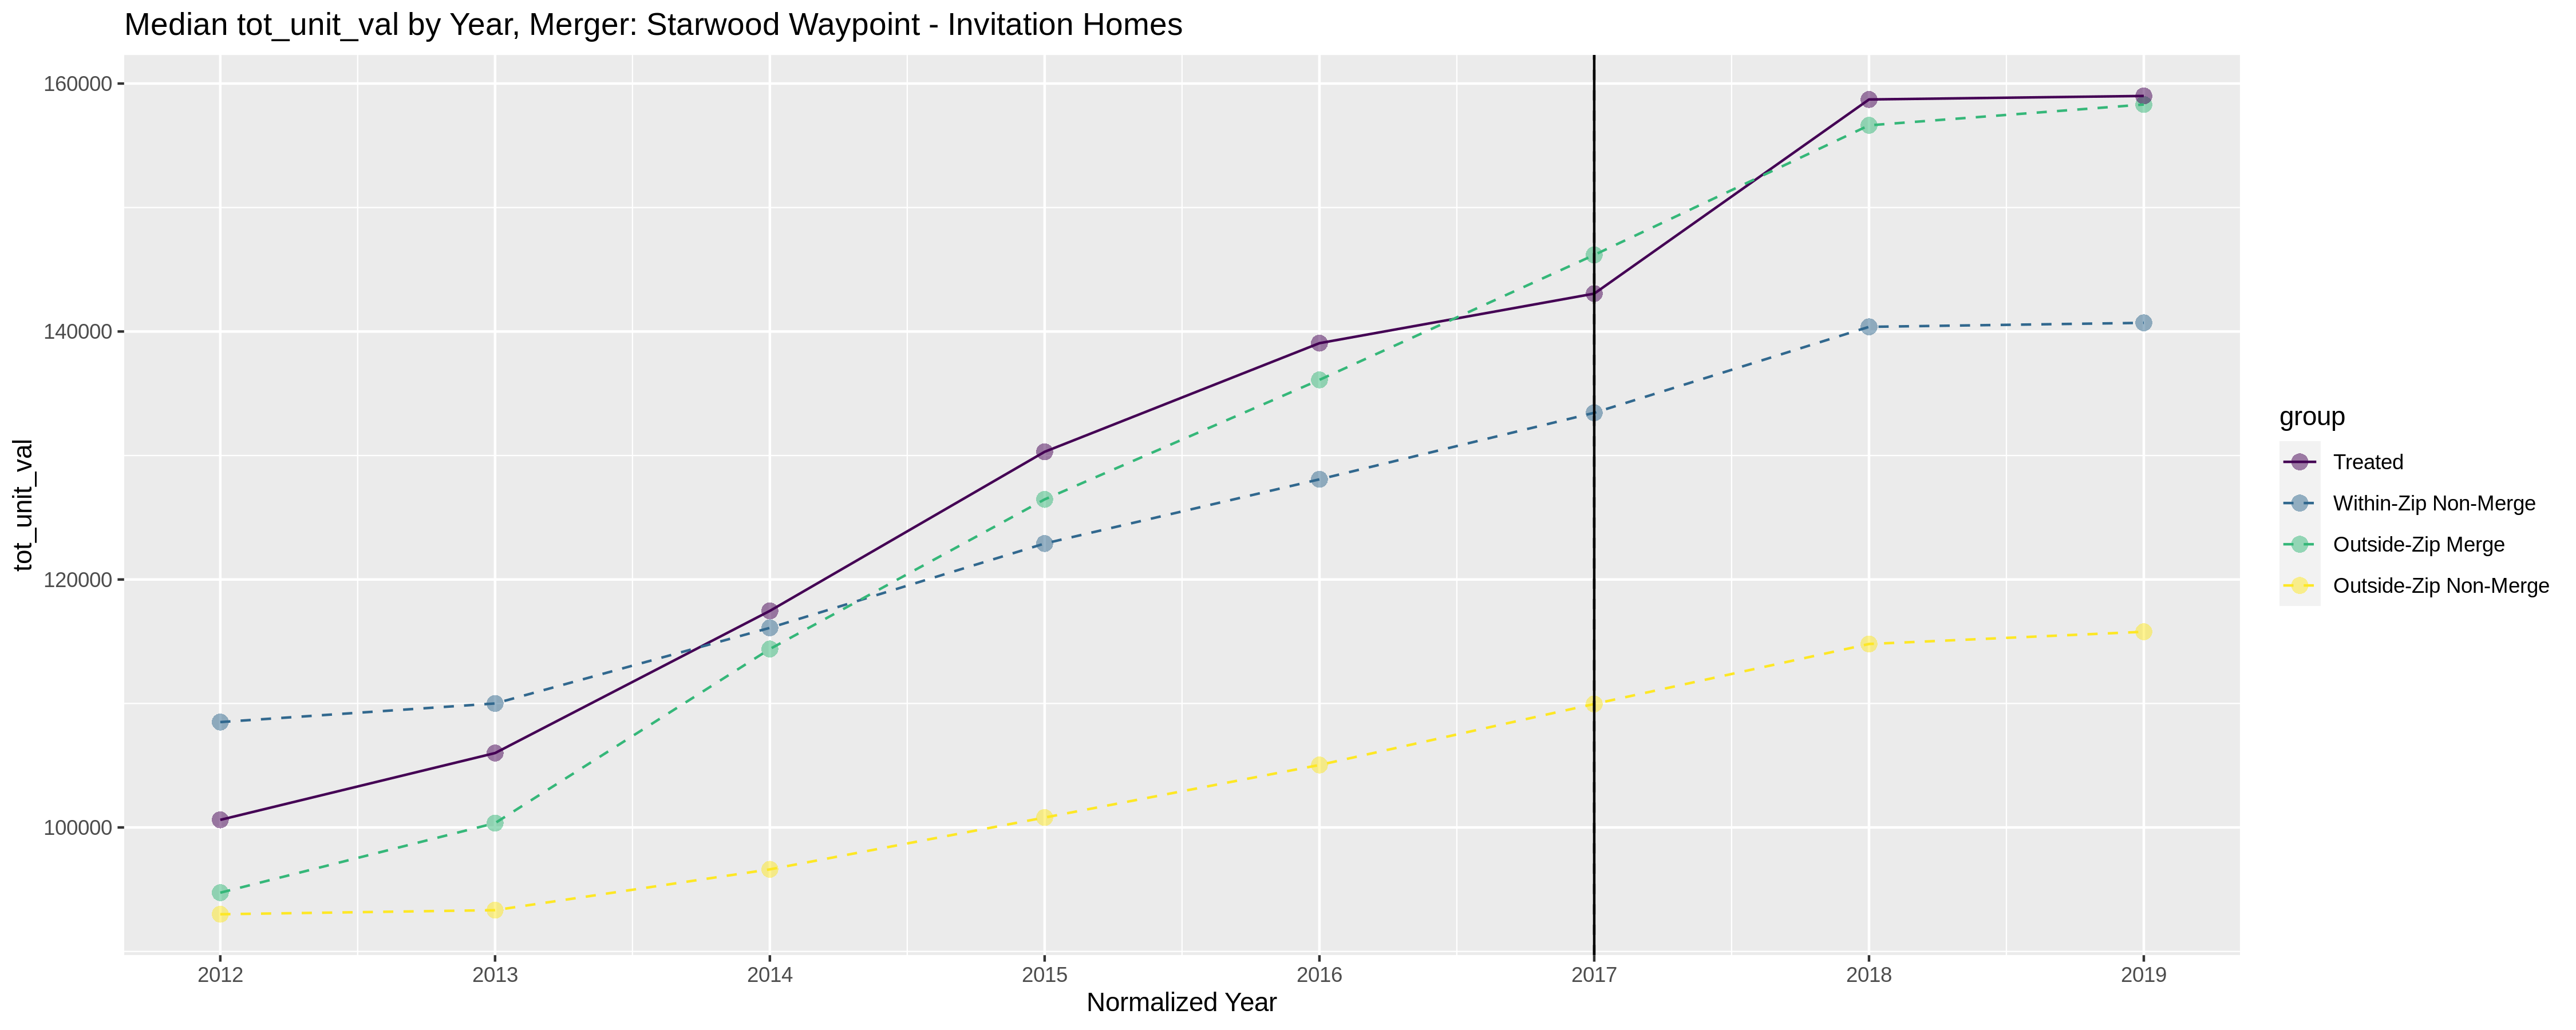 Median tot_unit_val by Year, Merger: Starwood Waypoint - Invitation Homes
tot_unit_val
160000
140000
120000
100000
2012 2013 2014 2015 2016 2017 2018 2019
Normalized Year
group
Treated
Within-Zip Non-Merge
Outside-Zip Merge
Outside-Zip Non-Merge